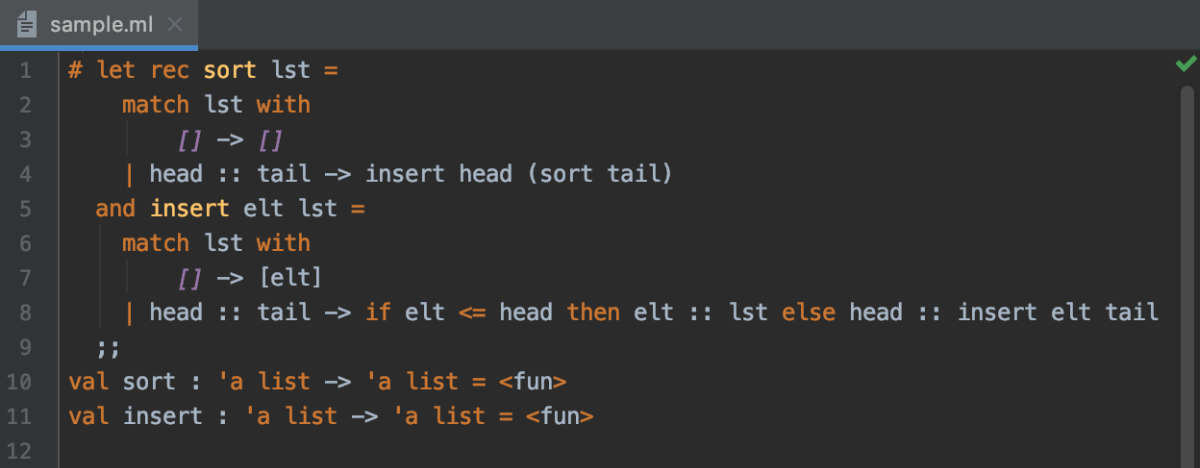 sample.ml
1 # let rec sort lst =
2     match lst with
3         [] -> []
4     | head :: tail -> insert head (sort tail)
5   and insert elt lst =
6     match lst with
7         [] -> [elt]
8     | head :: tail -> if elt <= head then elt :: lst else head :: insert elt tail
9   ;;
10 val sort : 'a list -> 'a list = <fun>
11 val insert : 'a list -> 'a list = <fun>
12